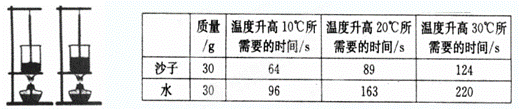 质量/g 温度升高10℃所需要的时间/s 温度升高20℃所需要的时间/s 温度升高30℃所需要的时间/s
沙子 30 64 89 124
水 30 96 163 220